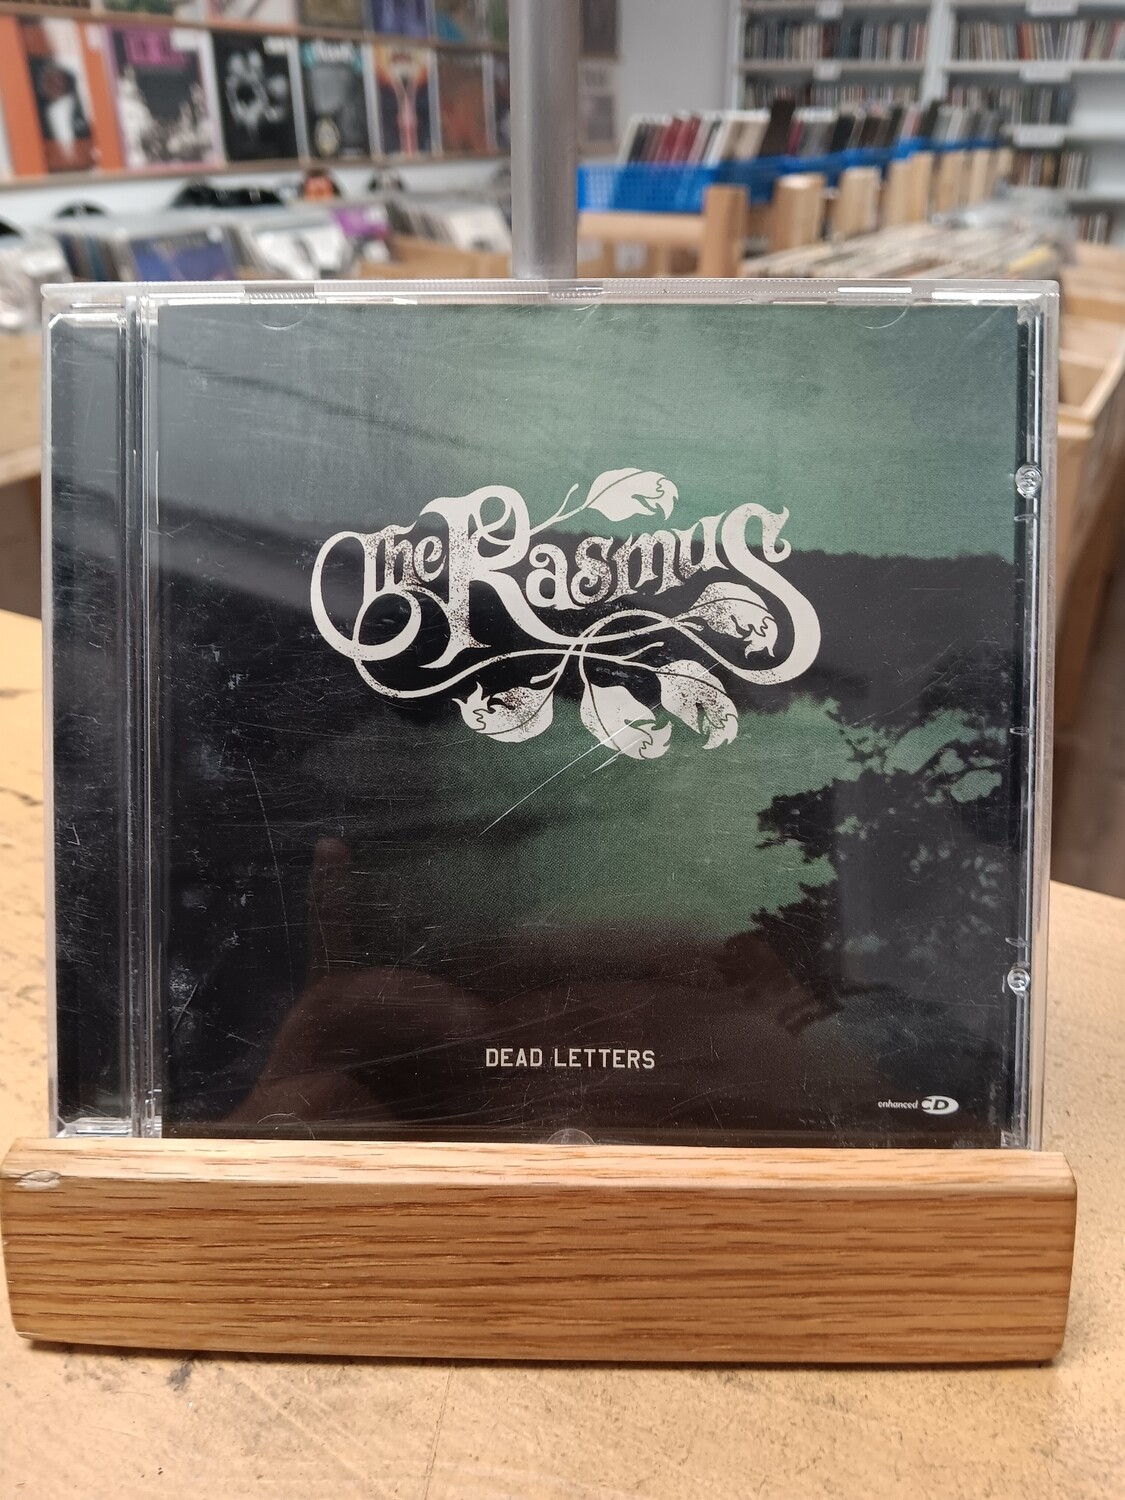 The Rasmus
DEAD LETTERS
enhanced CD